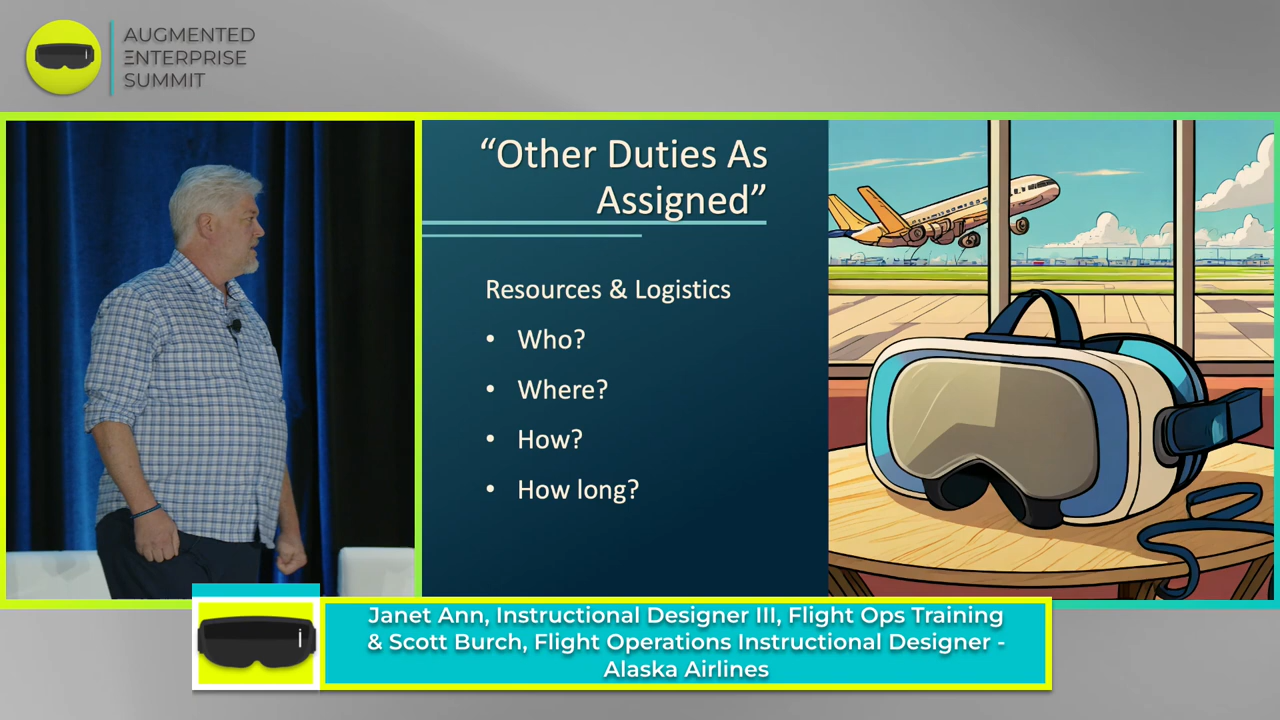 AUGMENTED
ENTERPRISE
SUMMIT
“Other Duties As
Assigned”
Resources & Logistics
• Who?
• Where?
• How?
• How long?
Janet Ann, Instructional Designer III, Flight Ops Training
& Scott Burch, Flight Operations Instructional Designer -
Alaska Airlines